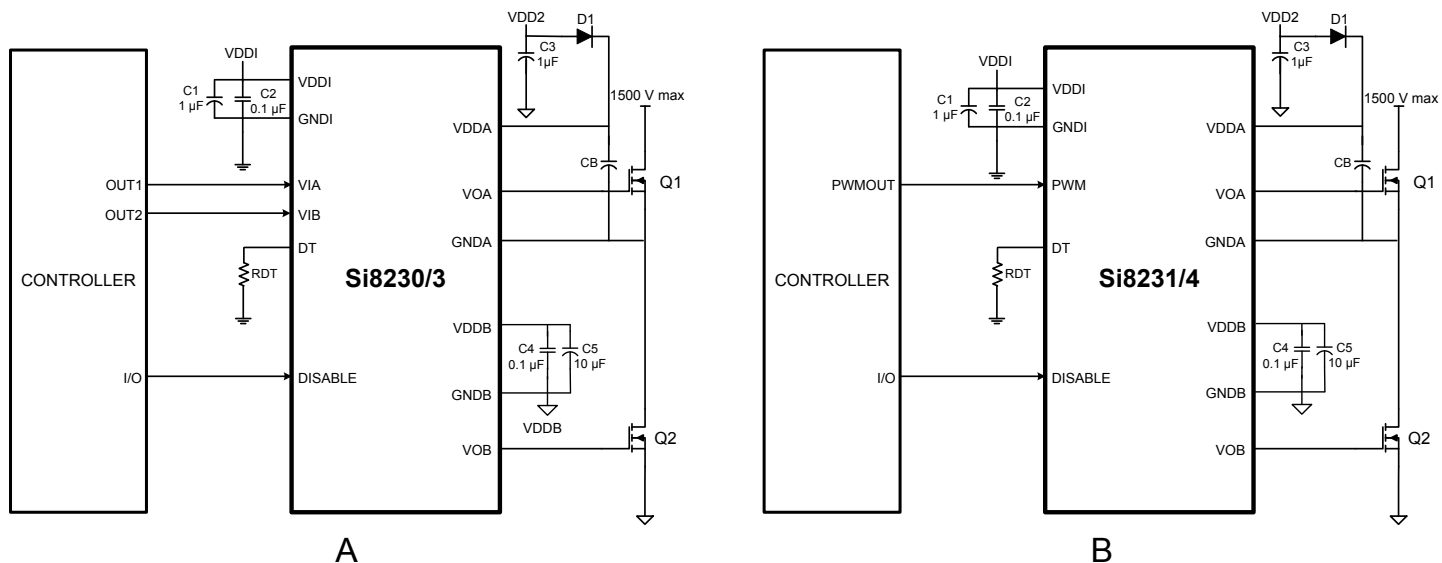 VDD2
D1
C3
1µF
VDDI
C1
1 µF
C2
0.1 µF
VDDI
GNDI
1500 V max
VDDA
CB
OUT1
VIA
VOA
Q1
OUT2
VIB
DT
GNDA
RDT
CONTROLLER
Si8230/3
VDDB
C4
0.1 µF
C5
10 µF
I/O
DISABLE
GNDB
VDDB
VOB
Q2
A
VDD2
D1
C3
1µF
VDDI
C1
1µF
C2
0.1 µF
VDDI
GNDI
1500 V max
VDDA
CB
PWMOUT
PWM
VOA
Q1
DT
GNDA
RDT
CONTROLLER
Si8231/4
VDDB
C4
0.1 µF
C5
10 µF
I/O
DISABLE
GNDB
VOB
Q2
B